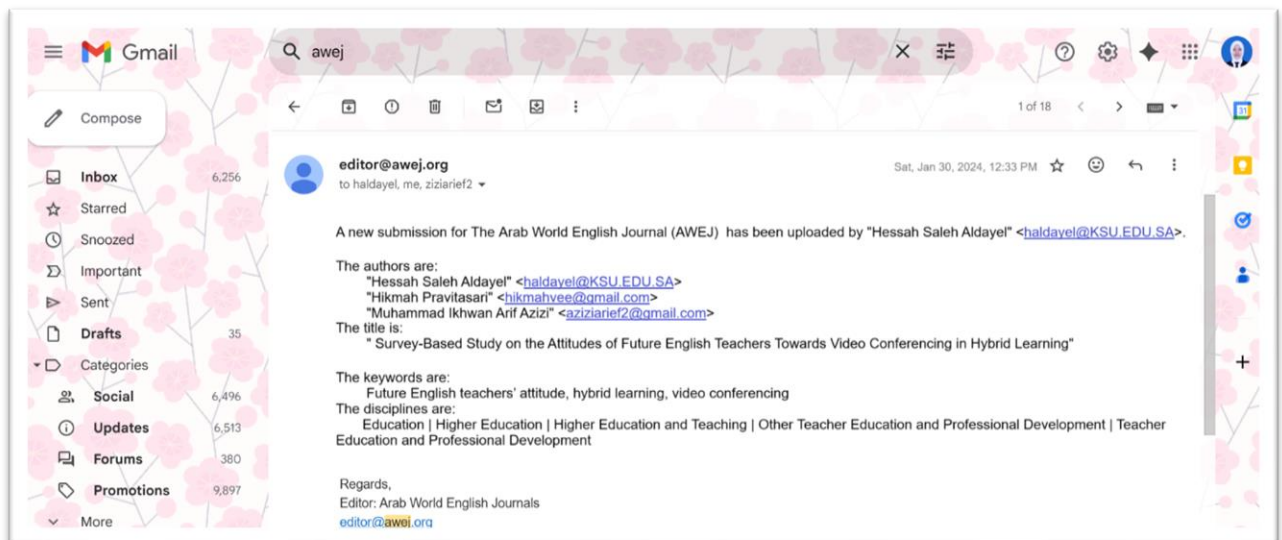 Gmail
awej
Compose
1 of 18
31
Inbox 6,256
Starred
Snoozed
Important
Sent
Drafts 35
Categories
Social 6,496
Updates 6,513
Forums 380
Promotions 9,897
More
editor@awej.org
Sat, Jan 30, 2024, 12:33 PM
to haldayel, me, ziziarief2
A new submission for The Arab World English Journal (AWEJ) has been uploaded by "Hessah Saleh Aldayel" <haldayel@KSU.EDU.SA>.
The authors are:
"Hessah Saleh Aldayel" <haldayel@KSU.EDU.SA>
"Hikmah Pravitasari" <hikmahvee@gmail.com>
"Muhammad Ikhwan Arif Azizi" <aziziarief2@gmail.com>
The title is:
" Survey-Based Study on the Attitudes of Future English Teachers Towards Video Conferencing in Hybrid Learning"
The keywords are:
Future English teachers' attitude, hybrid learning, video conferencing
The disciplines are:
Education | Higher Education | Higher Education and Teaching | Other Teacher Education and Professional Development | Teacher
Education and Professional Development
Regards,
Editor: Arab World English Journals
editor@awej.org